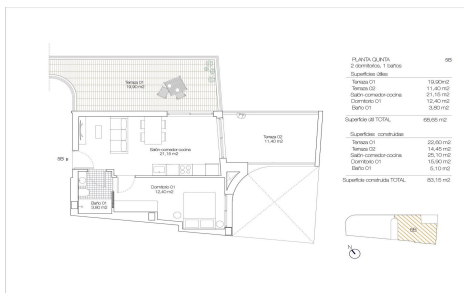 Terraza 01
19,90 m2
Terraza 02
11,40 m2
Salón-comedor-cocina
21,15 m2
5B
Dormitorio 01
12,40 m2
Baño 01
3,80 m2
PLANTA QUINTA 5B
2 dormitorios, 1 baños
Superficies útiles
Terraza 01 19,90m2
Terraza 02 11,40 m2
Salón-comedor-cocina 21,15 m2
Dormitorio 01 12,40 m2
Baño 01 3,80 m2
Superficie útil TOTAL 68,65 m2
Superficies construidas
Terraza 01 22,60 m2
Terraza 02 14,45 m2
Salón-comedor-cocina 25,10 m2
Dormitorio 01 15,90 m2
Baño 01 5,10 m2
Superficie construida TOTAL 83,15 m2
5B
N